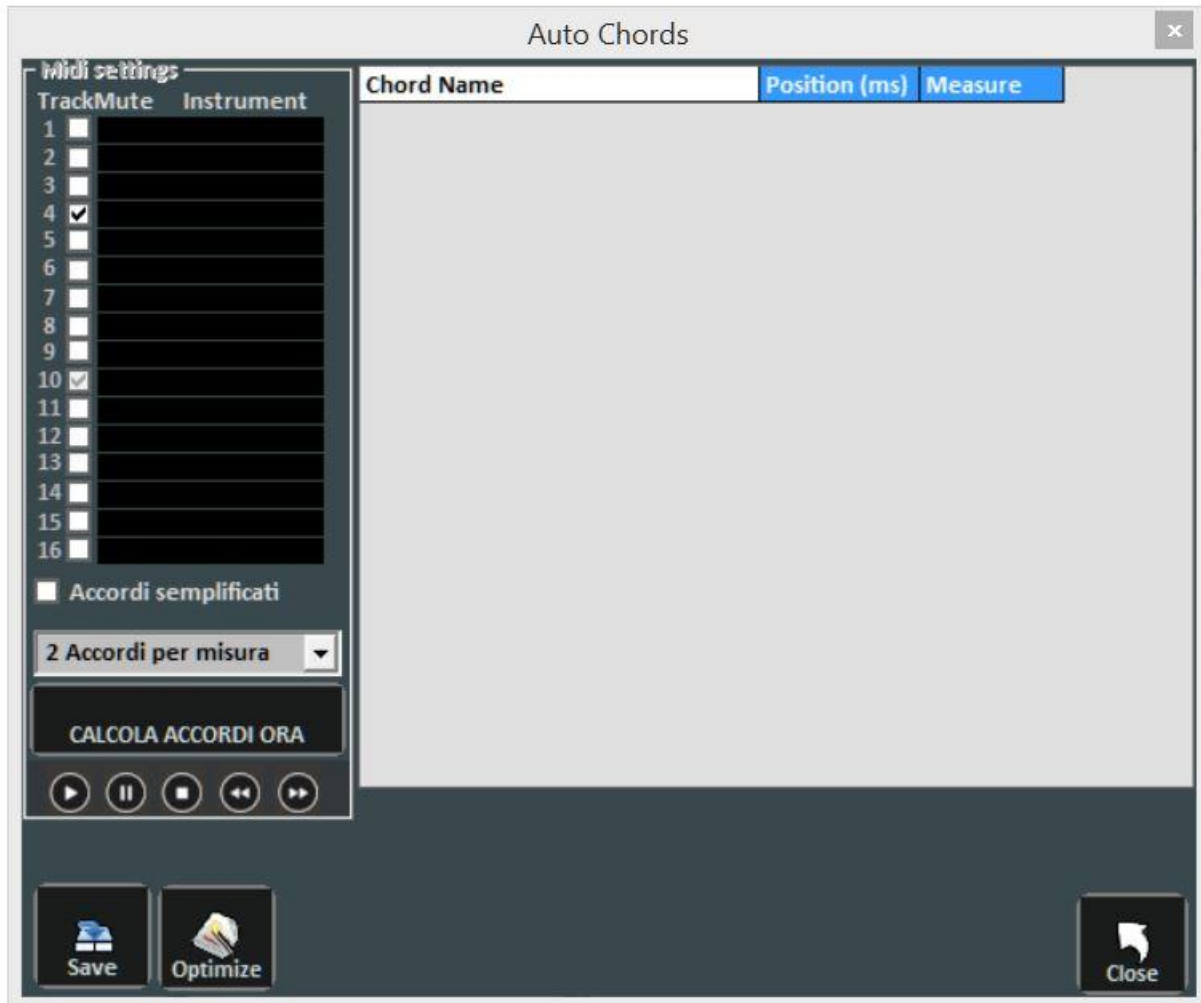 Auto Chords
Midi settings
TrackMute Instrument
1
2
3
4
5
6
7
8
9
10
11
12
13
14
15
16
Accordi semplificati
2 Accordi per misura
CALCOLA ACCORDI ORA
Chord Name Position (ms) Measure
Save Optimize Close